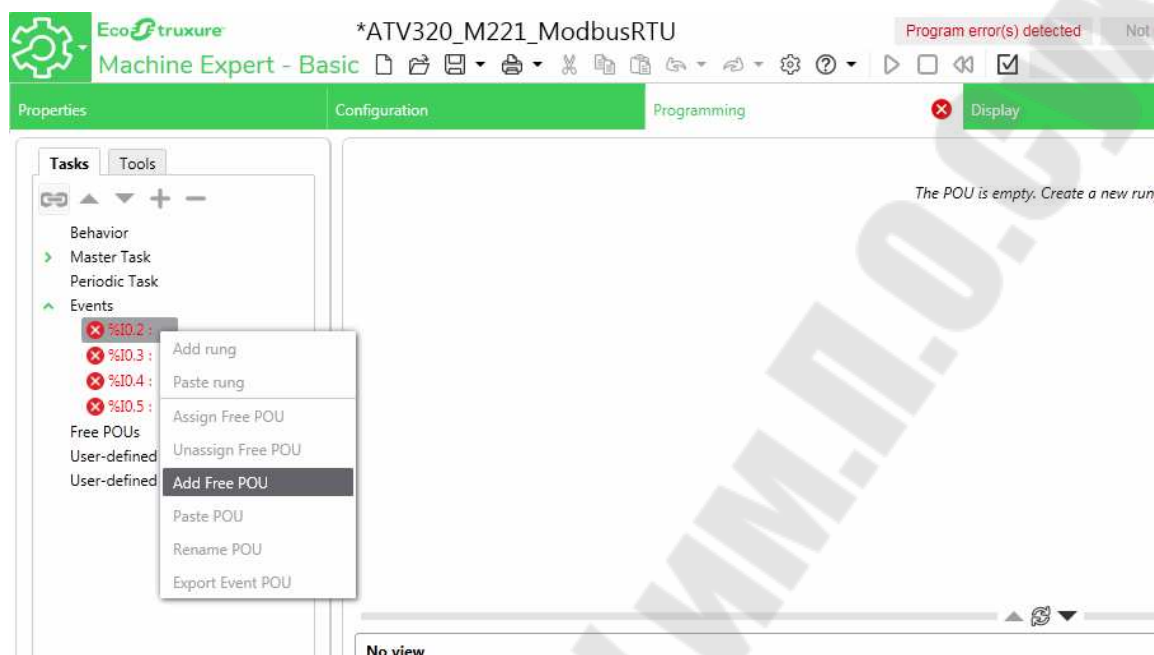 EcoStruxure
*ATV320_M221_ModbusRTU
Program error(s) detected
Not
Machine Expert - Basic
Properties
Configuration
Programming
Display
Tasks
Tools
The POU is empty. Create a new run
Behavior
Master Task
Periodic Task
Events
%I0.2 :
%I0.3 :
%I0.4 :
%I0.5 :
Free POUs
User-defined
User-defined
Add rung
Paste rung
Assign Free POU
Unassign Free POU
Add Free POU
Paste POU
Rename POU
Export Event POU
No view
им.П.О.Су